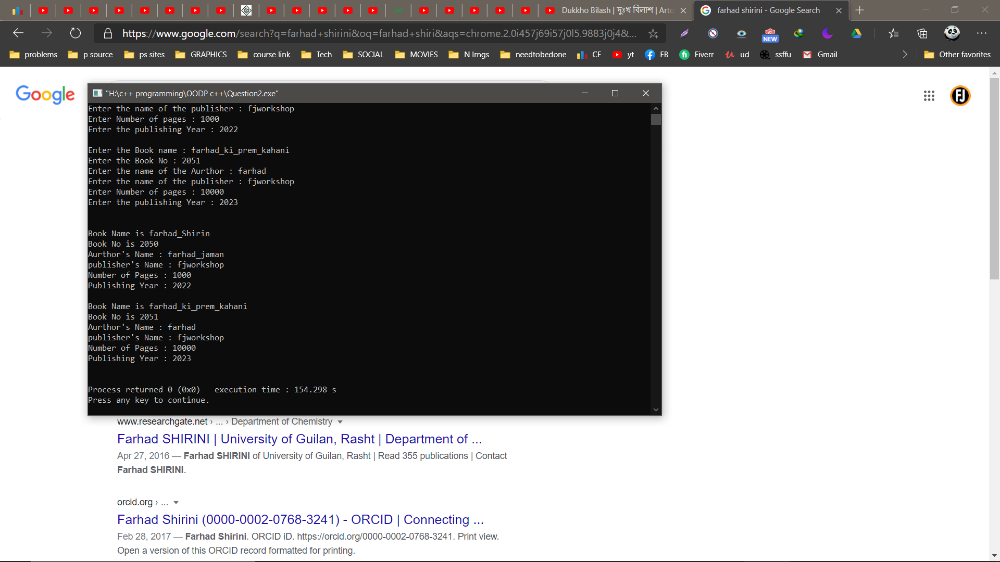 Dukkho Bilash | দুঃখ বিলাশ | Artc
farhad shirini - Google Search
https://www.google.com/search?q=farhad+shirini&oq=farhad+shiri&aqs=chrome.2.0i457j69i57j0l5.9883j0j4&...
NEW
problems
p source
ps sites
GRAPHICS
course link
Tech
SOCIAL
MOVIES
N lrngs
needtobedone
CF
yt
FB
Fiverr
ud
ssffu
Gmail
Other favorites
Google
FJ
"H:\c++ programming\OODP c++\Question2.exe"
Enter the name of the publisher : fjworkshop
Enter Number of pages : 1000
Enter the publishing Year : 2022
Enter the Book name : farhad_ki_prem_kahani
Enter the Book No : 2051
Enter the name of the Aurthor : farhad
Enter the name of the publisher : fjworkshop
Enter Number of pages : 10000
Enter the publishing Year : 2023
Book Name is farhad_Shirin
Book No is 2050
Aurthor's Name : farhad_jaman
publisher's Name : fjworkshop
Number of Pages : 1000
Publishing Year : 2022
Book Name is farhad_ki_prem_kahani
Book No is 2051
Aurthor's Name : farhad
publisher's Name : fjworkshop
Number of Pages : 10000
Publishing Year : 2023
Process returned 0 (0x0)   execution time : 154.298 s
Press any key to continue.
www.researchgate.net › ... › Department of Chemistry
Farhad SHIRINI | University of Guilan, Rasht | Department of ...
Apr 27, 2016 — Farhad SHIRINI of University of Guilan, Rasht | Read 355 publications | Contact
Farhad SHIRINI.
orcid.org › ...
Farhad Shirini (0000-0002-0768-3241) - ORCID | Connecting ...
Feb 28, 2017 — Farhad Shirini. ORCID iD. https://orcid.org/0000-0002-0768-3241. Print view.
Open a version of this ORCID record formatted for printing.